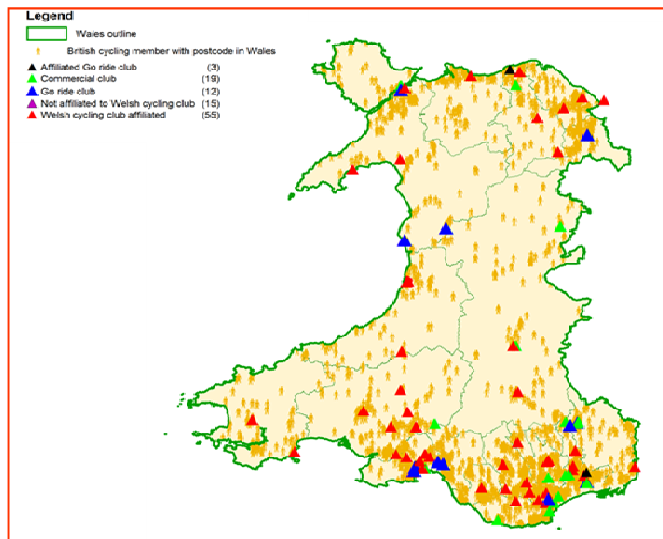 Legend
Wales outline
British cycling member with postcode in Wales
Affiliated Go ride club (3)
Commercial club (19)
Go ride club (12)
Not affiliated to Welsh cycling club (15)
Welsh cycling club affiliated (55)